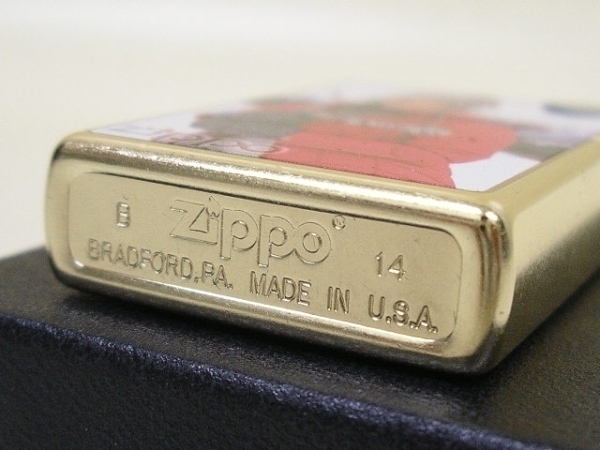 B Zippo® 14
BRADFORD, PA. MADE IN U.S.A.